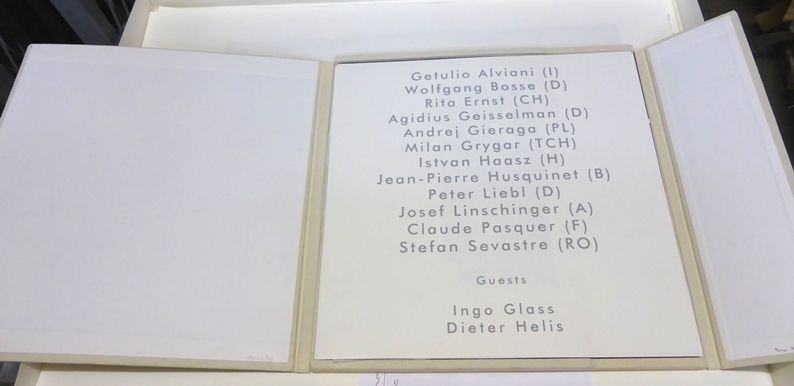 Getulio Alviani (I)
Wolfgang Bosse (D)
Rita Ernst (CH)
Agidius Geisselman (D)
Andrej Gieraga (PL)
Milan Grygar (TCH)
Istvan Haasz (H)
Jean-Pierre Husquinet (B)
Peter Liebl (D)
Josef Linschinger (A)
Claude Pasquer (F)
Stefan Sevastre (RO)
Guests
Ingo Glass
Dieter Helis